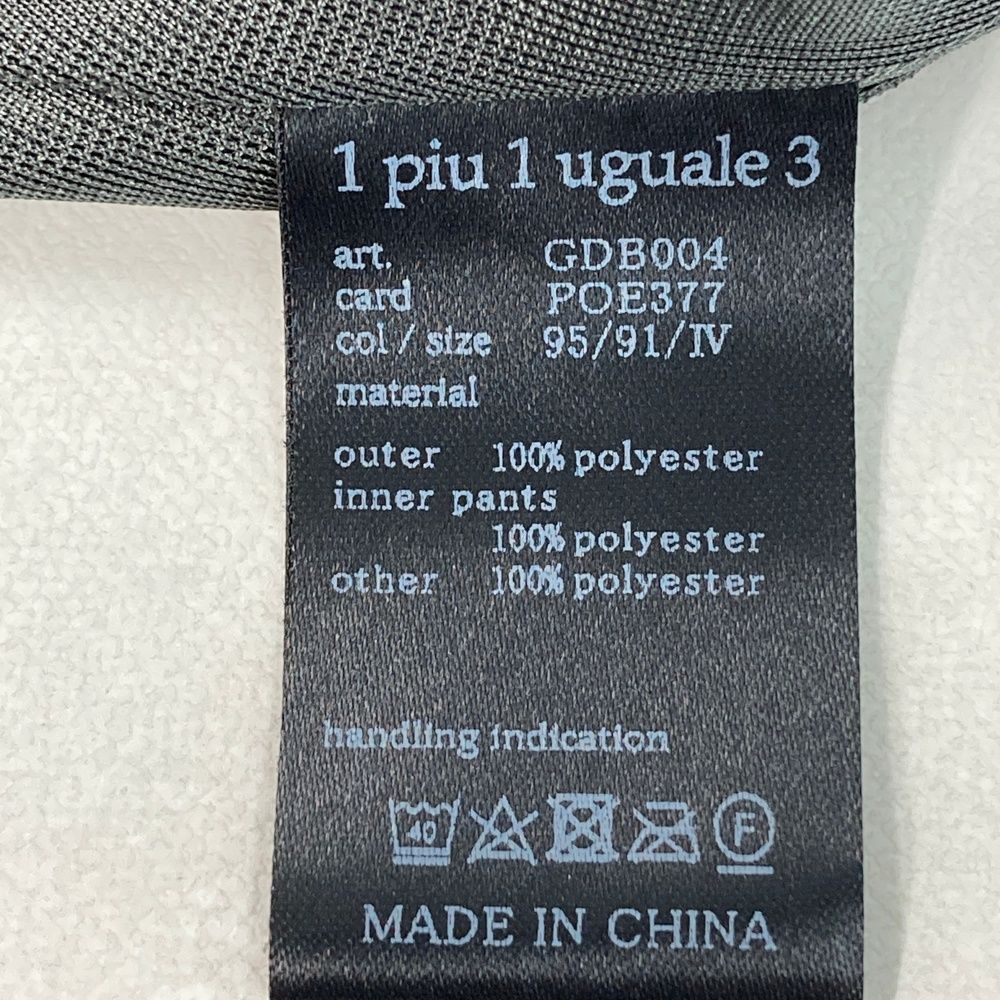 1 piu 1 uguale 3
art. GDB004
card POE377
col / size 95/91/IV
material
outer 100% polyester
inner pants
100% polyester
other 100% polyester
handling indication
40 F
MADE IN CHINA